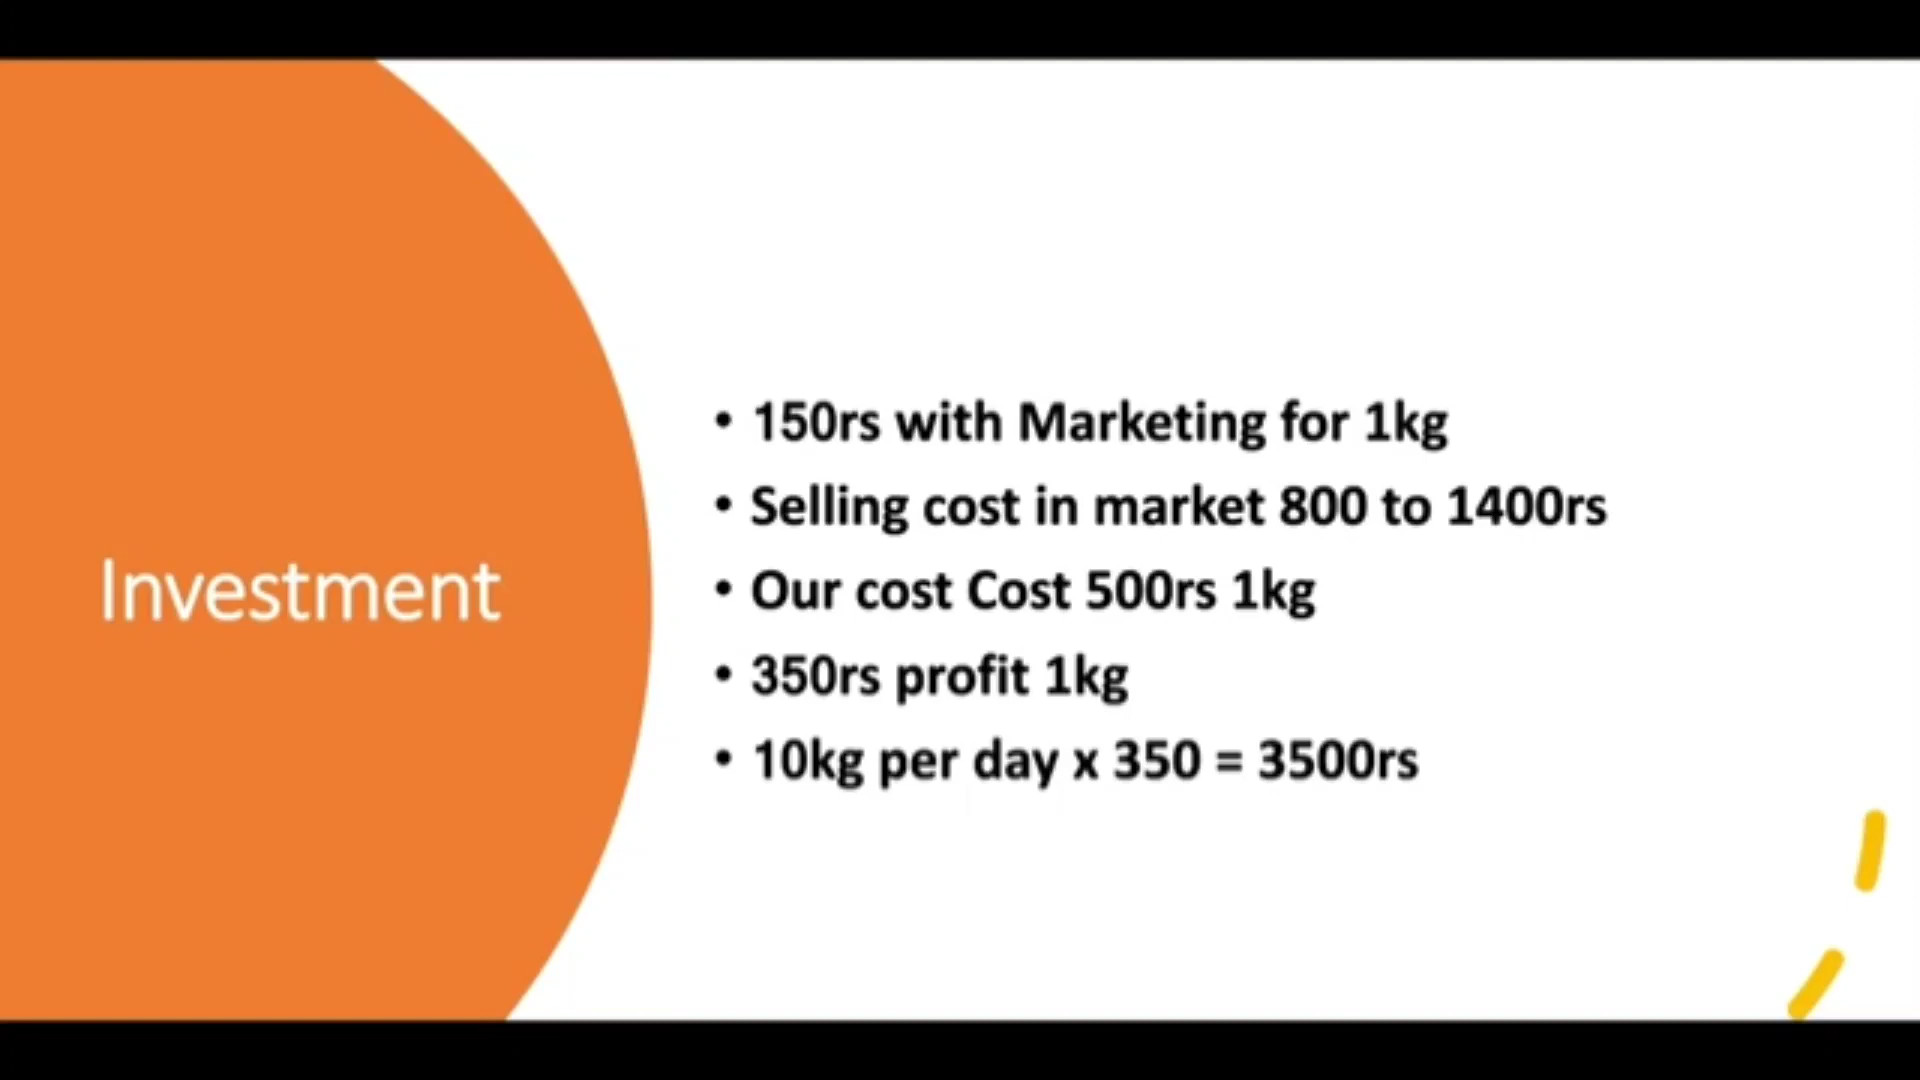 Investment
• 150rs with Marketing for 1kg
• Selling cost in market 800 to 1400rs
• Our cost Cost 500rs 1kg
• 350rs profit 1kg
• 10kg per day x 350 = 3500rs